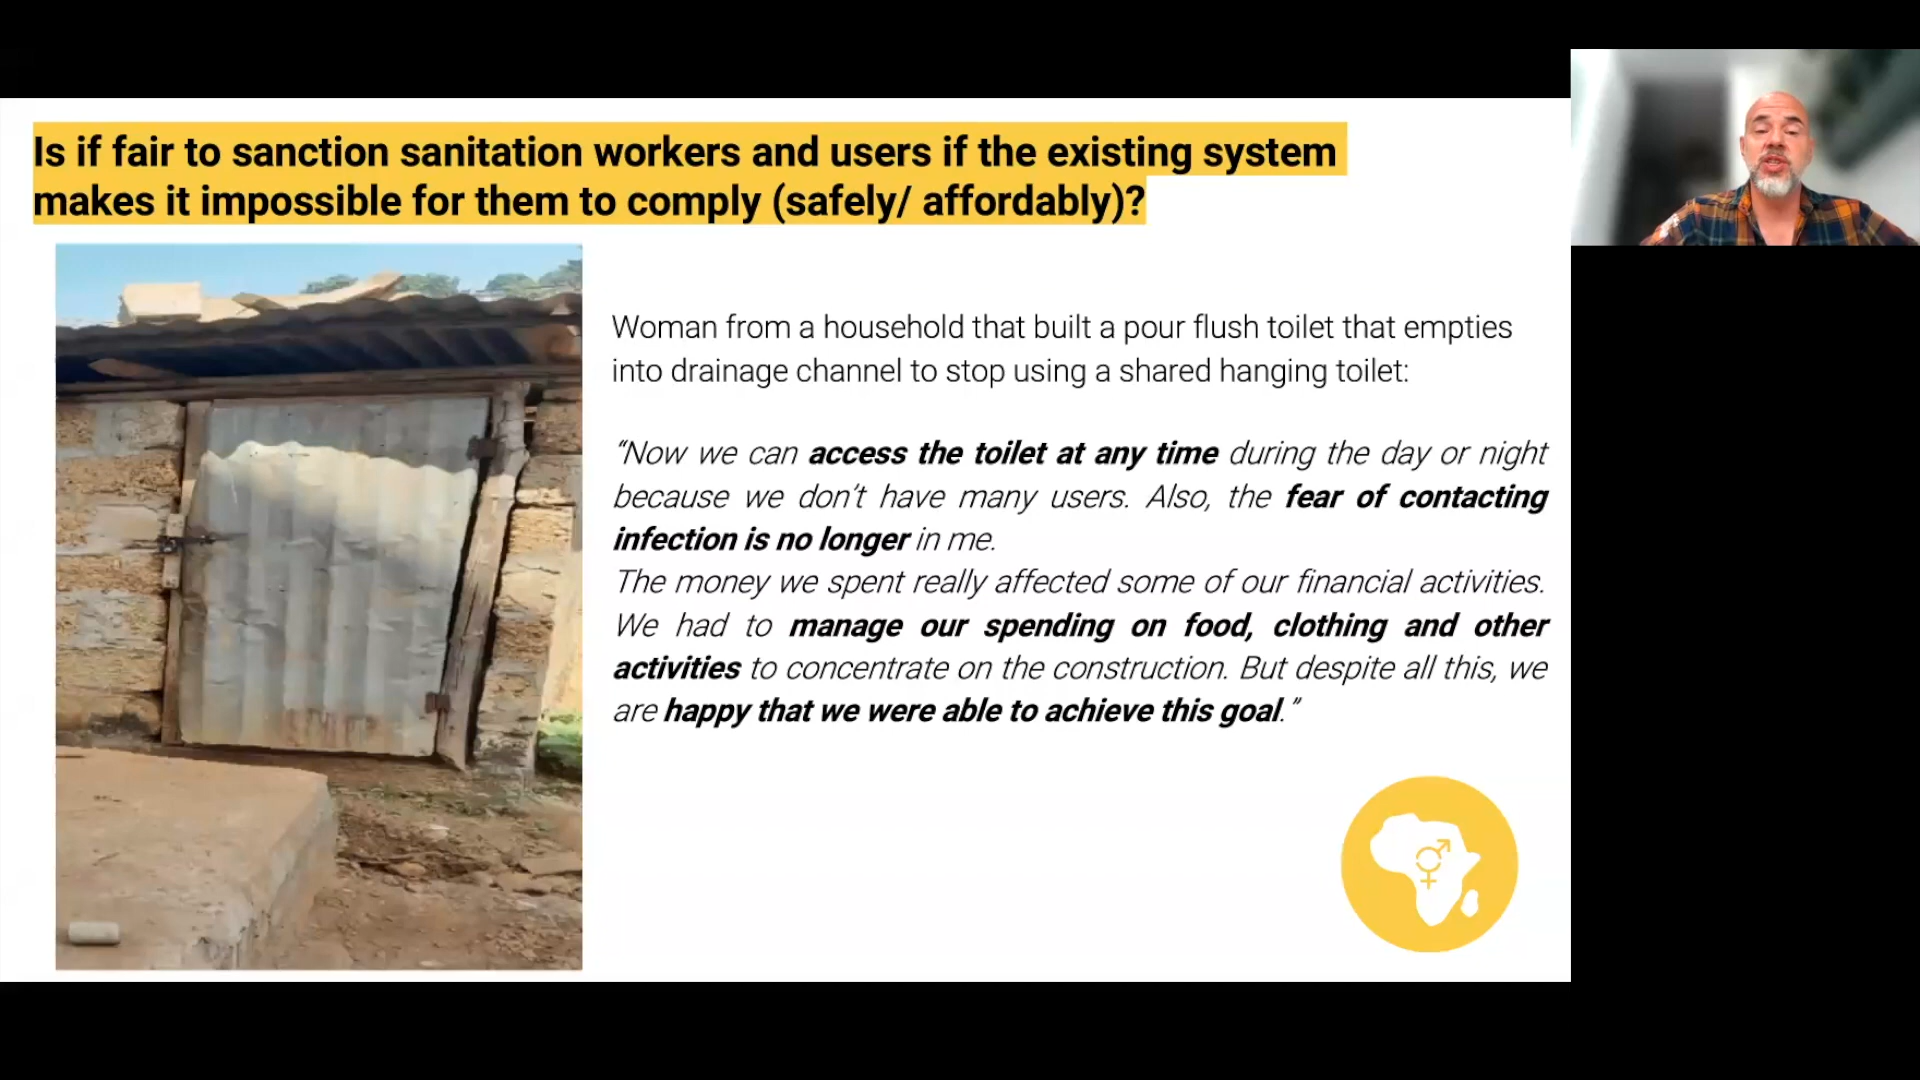 Is if fair to sanction sanitation workers and users if the existing system
makes it impossible for them to comply (safely/ affordably)?
Woman from a household that built a pour flush toilet that empties
into drainage channel to stop using a shared hanging toilet:
“Now we can access the toilet at any time during the day or night
because we don’t have many users. Also, the fear of contacting
infection is no longer in me.
The money we spent really affected some of our financial activities.
We had to manage our spending on food, clothing and other
activities to concentrate on the construction. But despite all this, we
are happy that we were able to achieve this goal.”